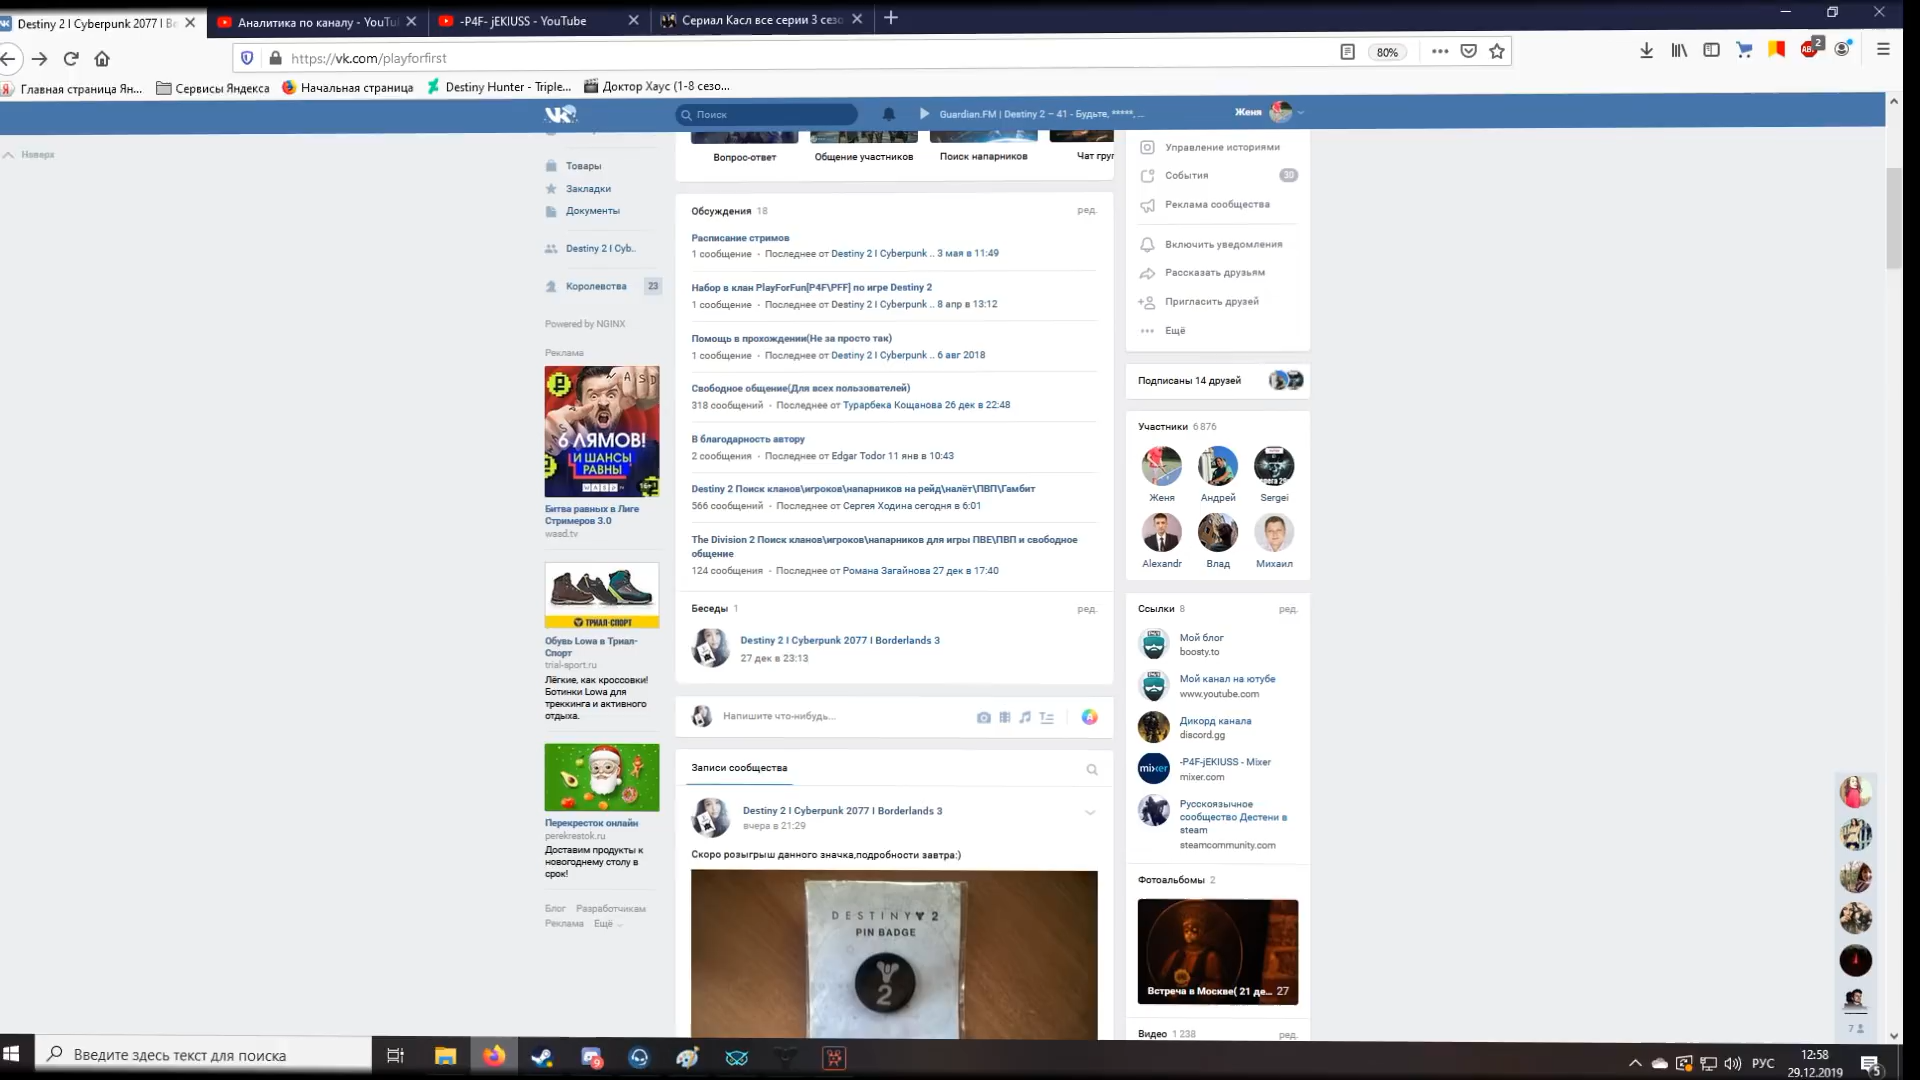 Destiny 2 I Cyberpunk 2077 I Bo
Аналитика по каналу - YouTu
-P4F- jEKIUSS - YouTube
Сериал Касл все серии 3 сезо
https://vk.com/playforfirst
80%
2
Главная страница Ян...
Сервисы Яндекса
Начальная страница
Destiny Hunter - Triple...
Доктор Хаус (1-8 сезо...
Поиск
Guardian.FM | Destiny 2 – 41 - Будьте, *****, ...
Женя
Наверх
Товары
Закладки
Документы
Destiny 2 I Cyb..
Королевства 23
Powered by NGINX
Реклама
ASD
6 ЛЯМОВ!
И ШАНСЫ
РАВНЫ
16+
Битва равных в Лиге
Стримеров 3.0
wasd.tv
ТРИАЛ-СПОРТ
Обувь Lowa в Триал-
Спорт
trial-sport.ru
Лёгкие, как кроссовки!
Ботинки Lowa для
треккинга и активного
отдыха.
Перекресток онлайн
perekrestok.ru
Доставим продукты к
новогоднему столу в
срок!
Блог Разработчикам
Реклама Ещё
Вопрос-ответ
Общение участников
Поиск напарников
Чат груп
Обсуждения 18
ред.
Расписание стримов
1 сообщение · Последнее от Destiny 2 I Cyberpunk .. 3 мая в 11:49
Набор в клан PlayForFun[P4F\PFF] по игре Destiny 2
1 сообщение · Последнее от Destiny 2 I Cyberpunk .. 8 апр в 13:12
Помощь в прохождении(Не за просто так)
1 сообщение · Последнее от Destiny 2 I Cyberpunk .. 6 авг 2018
Свободное общение(Для всех пользователей)
318 сообщений · Последнее от Турарбека Кощанова 26 дек в 22:48
В благодарность автору
2 сообщения · Последнее от Edgar Todor 11 янв в 10:43
Destiny 2 Поиск кланов\игроков\напарников на рейд\налёт\ПВП\Гамбит
566 сообщений · Последнее от Сергея Ходина сегодня в 6:01
The Division 2 Поиск кланов\игроков\напарников для игры ПВЕ\ПВП и свободное
общение
124 сообщения · Последнее от Романа Загайнова 27 дек в 17:40
Беседы 1
ред.
Destiny 2 I Cyberpunk 2077 I Borderlands 3
27 дек в 23:13
Напишите что-нибудь...
Записи сообщества
Destiny 2 I Cyberpunk 2077 I Borderlands 3
вчера в 21:29
Скоро розыгрыш данного значка,подробности завтра:)
DESTINY 2
PIN BADGE
2
Управление историями
События 30
Реклама сообщества
Включить уведомления
Рассказать друзьям
Пригласить друзей
Ещё
Подписаны 14 друзей
Участники 6 876
Женя
Андрей
Sergei
Alexandr
Влад
Михаил
Ссылки 8
ред.
Мой блог
boosty.to
Мой канал на ютубе
www.youtube.com
Дикорд канала
discord.gg
mixer
-P4F-jEKIUSS - Mixer
mixer.com
Русскоязычное
сообщество Дестени в
steam
steamcommunity.com
Фотоальбомы 2
Встреча в Москве( 21 де... 27
Видео 1 238
ред.
7
Введите здесь текст для поиска
9
РУС
12:58
29.12.2019
5